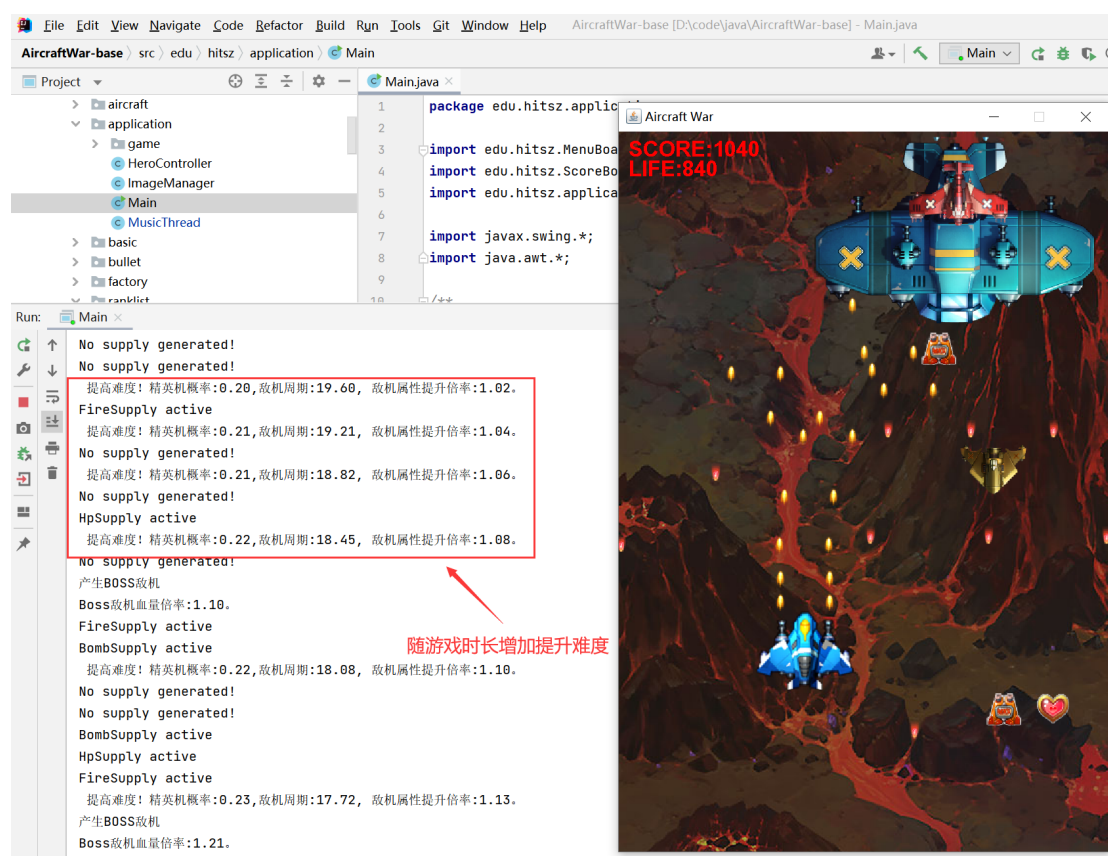 File Edit View Navigate Code Refactor Build Run Tools Git Window Help AircraftWar-base [D:\code\java\AircraftWar-base] - Main.java
AircraftWar-base src edu hitsz application Main
Main
Project
Main.java
aircraft
application
game
HeroController
ImageManager
Main
MusicThread
basic
bullet
factory
ranklist
1 package edu.hitsz.applic
2
3 import edu.hitsz.MenuBoa
4 import edu.hitsz.ScoreBo
5 import edu.hitsz.applica
6
7 import javax.swing.*;
8 import java.awt.*;
9
10 /**
Aircraft War
SCORE:1040
LIFE:840
Run: Main
No supply generated!
No supply generated!
提高难度！精英机概率:0.20,敌机周期:19.60, 敌机属性提升倍率:1.02。
FireSupply active
提高难度！精英机概率:0.21,敌机周期:19.21, 敌机属性提升倍率:1.04。
No supply generated!
提高难度！精英机概率:0.21,敌机周期:18.82, 敌机属性提升倍率:1.06。
No supply generated!
HpSupply active
提高难度！精英机概率:0.22,敌机周期:18.45, 敌机属性提升倍率:1.08。
No supply generated!
产生BOSS敌机
Boss敌机血量倍率:1.10。
FireSupply active
BombSupply active
随游戏时长增加提升难度
提高难度！精英机概率:0.22,敌机周期:18.08, 敌机属性提升倍率:1.10。
No supply generated!
No supply generated!
BombSupply active
HpSupply active
FireSupply active
提高难度！精英机概率:0.23,敌机周期:17.72, 敌机属性提升倍率:1.13。
产生BOSS敌机
Boss敌机血量倍率:1.21。